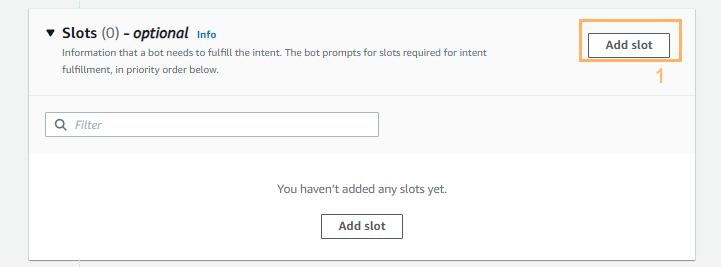 ▼ Slots (0) - optional Info
Information that a bot needs to fulfill the intent. The bot prompts for slots required for intent
fulfillment, in priority order below.
Add slot
1
Filter
You haven't added any slots yet.
Add slot